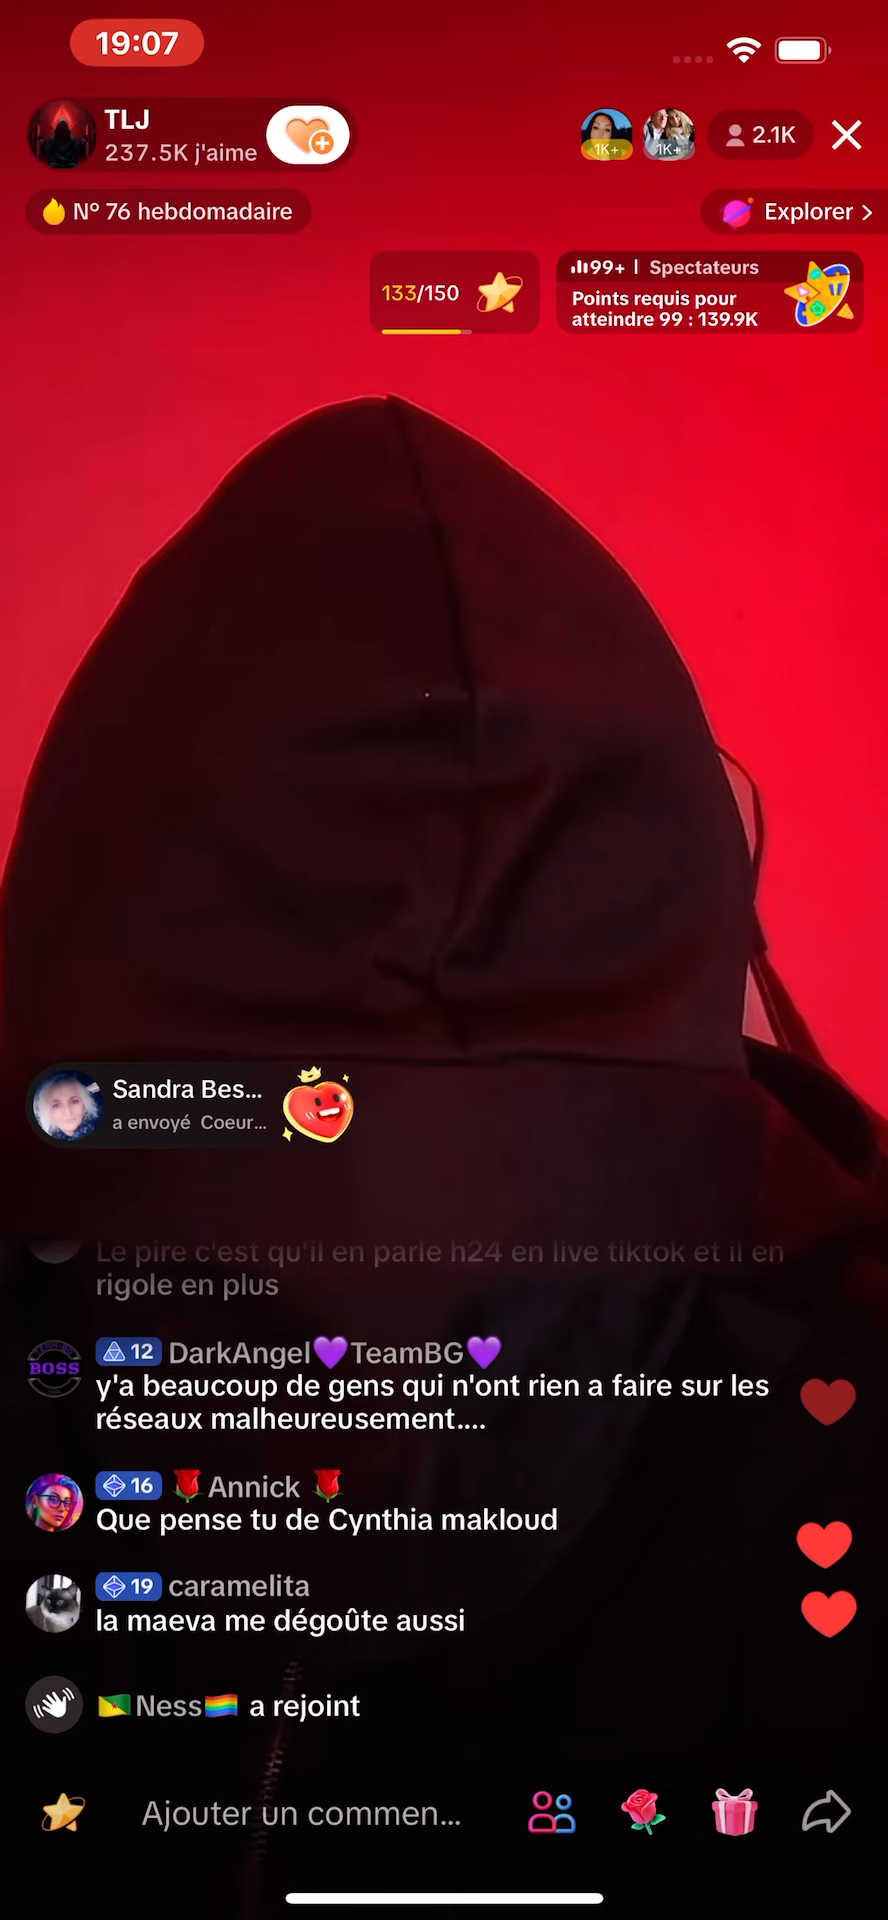 19:07
TLJ
237.5K j'aime
1K+
1K+
2.1K
N° 76 hebdomadaire
Explorer >
133/150
99+ | Spectateurs
Points requis pour
atteindre 99 : 139.9K
Sandra Bes...
a envoyé Coeur...
Le pire c'est qu'il en parle h24 en live tiktok et il en
rigole en plus
BOSS
12 DarkAngel💜TeamBG💜
y'a beaucoup de gens qui n'ont rien a faire sur les
réseaux malheureusement....
16 🌹Annick 🌹
Que pense tu de Cynthia makloud
19 caramelita
la maeva me dégoûte aussi
🇬🇫Ness🏳️‍🌈 a rejoint
Ajouter un commen...